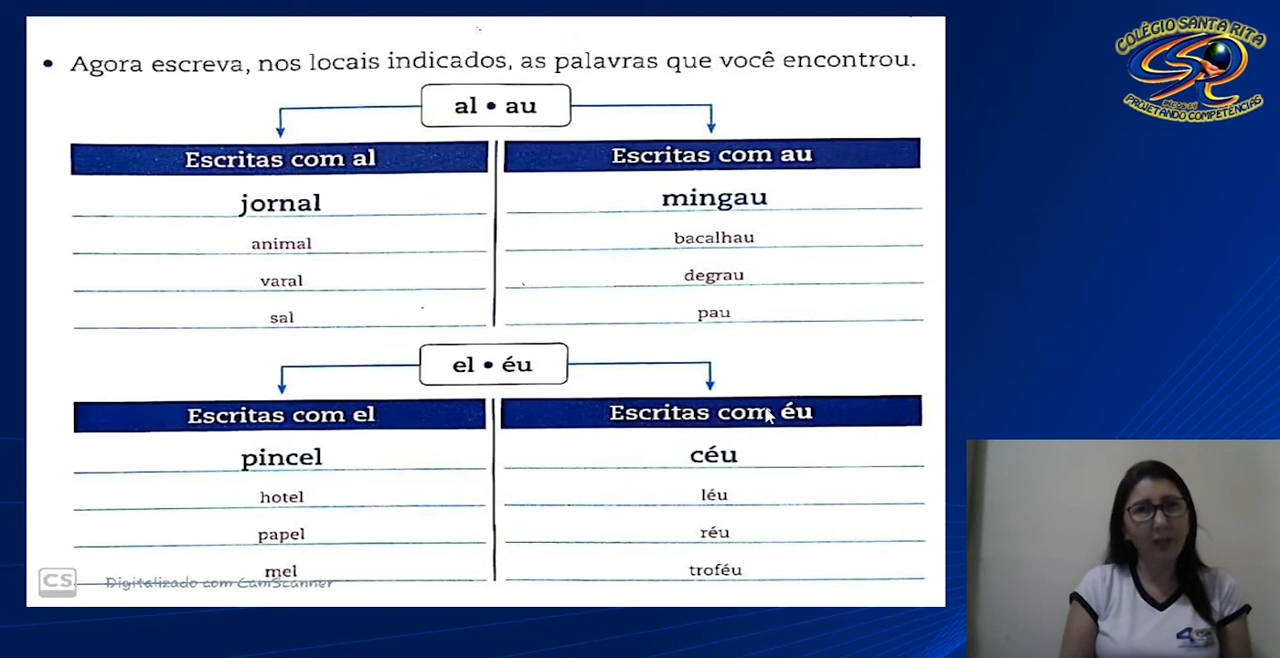 • Agora escreva, nos locais indicados, as palavras que você encontrou.
al • au
Escritas com al
jornal
animal
varal
sal
Escritas com au
mingau
bacalhau
degrau
pau
el • éu
Escritas com el
pincel
hotel
papel
mel
Escritas com éu
céu
léu
réu
troféu
CS Digitalizado com CamScanner
COLÉGIO SANTA RITA
PROJETANDO COMPETÊNCIAS